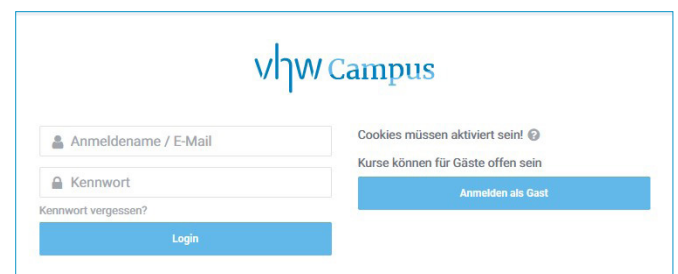 vhw Campus
Anmeldename / E-Mail
Kennwort
Kennwort vergessen?
Login
Cookies müssen aktiviert sein!
Kurse können für Gäste offen sein
Anmelden als Gast